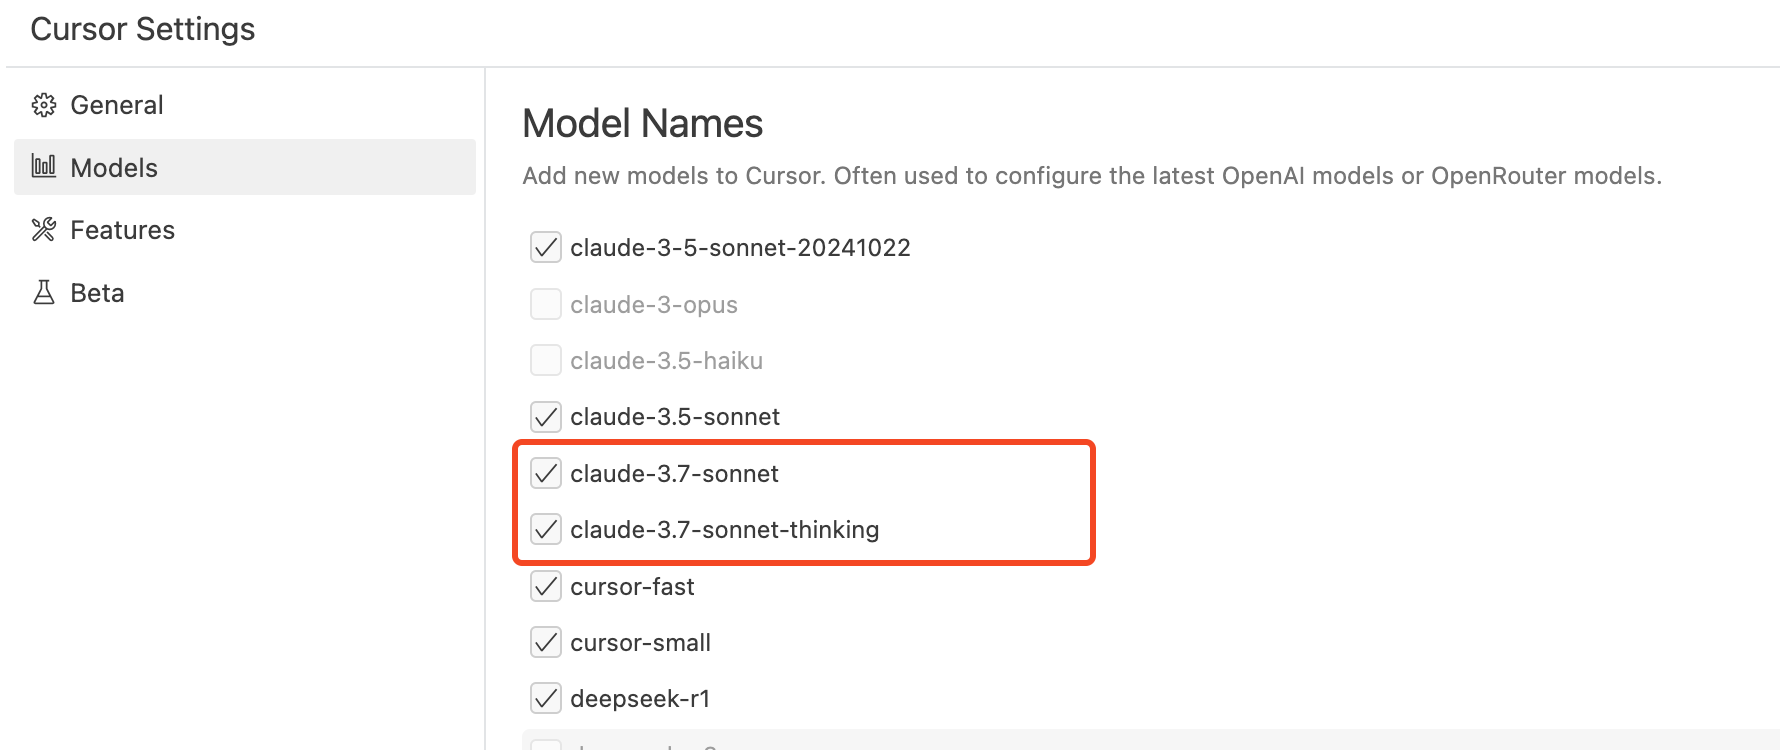 Cursor Settings
General
Models
Features
Beta
Model Names
Add new models to Cursor. Often used to configure the latest OpenAI models or OpenRouter models.
claude-3-5-sonnet-20241022
claude-3-opus
claude-3.5-haiku
claude-3.5-sonnet
claude-3.7-sonnet
claude-3.7-sonnet-thinking
cursor-fast
cursor-small
deepseek-r1